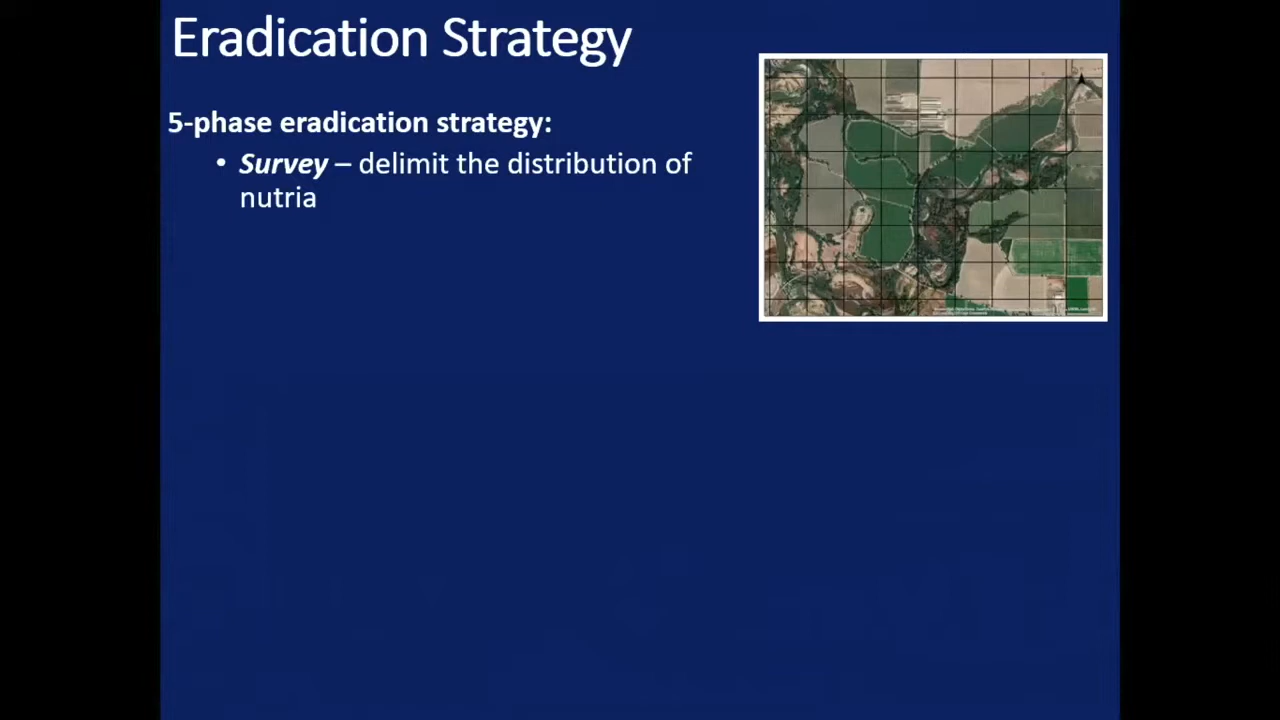 Eradication Strategy
5-phase eradication strategy:
• Survey – delimit the distribution of
nutria